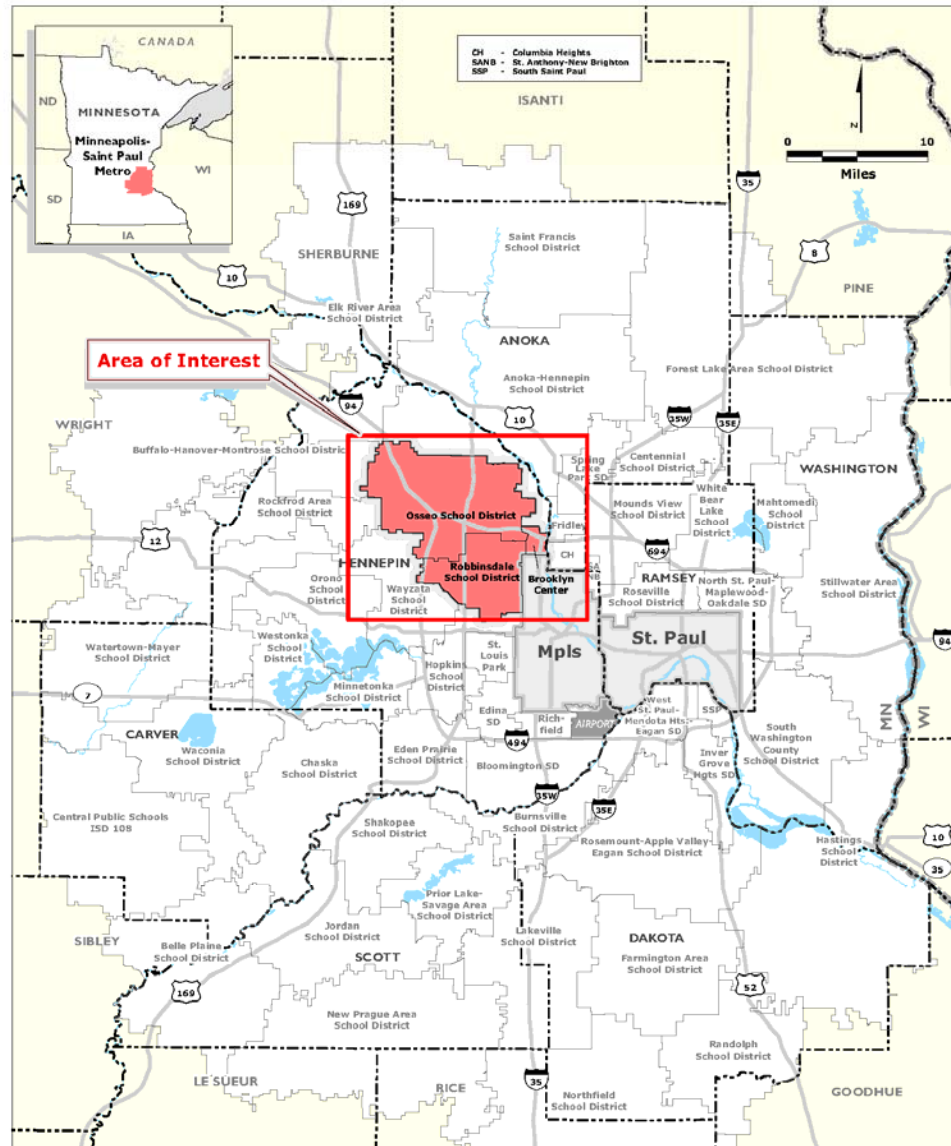 CANADA
ND
MINNESOTA
Minneapolis-
Saint Paul
Metro
WI
SD
IA
CH - Columbia Heights
SANB - St. Anthony-New Brighton
SSP - South Saint Paul
ISANTI
N
0
10
Miles
35
169
Saint Francis
School District
SHERBURNE
8
10
PINE
Elk River Area
School District
ANOKA
Area of Interest
Forest Lake Area School District
Anoka-Hennepin
School District
94
10
35W
35E
WRIGHT
Buffalo-Hanover-Montrose School District
Spring
Lake
Park SD
Centennial
School District
WASHINGTON
White
Bear
Lake
School
District
Rockfrod Area
School District
Mounds View
School District
Mahtomedi
School
District
Osseo School District
Fridley
12
694
CH
HENNEPIN
Robbinsdale
School District
Brooklyn
Center
NB
RAMSEY
Orono
School
District
Wayzata
School
District
Roseville
School District
North St. Paul-
Maplewood-
Oakdale SD
Stillwater Area
School District
Westonka
School
District
St. Paul
94
Watertown-Mayer
School District
St.
Louis
Park
Mpls
Hopkins
School
District
7
Minnetonka
School District
West
St. Paul-
Mendota Hts-
Eagan SD
SSP
MN
WI
Edina
SD
Rich-
field
AIRPORT
South
Washington
County
School District
CARVER
Waconia
School District
494
Eden Prairie
School District
Inver
Grove
Hgts SD
Chaska
School District
Bloomington SD
35W
35E
Central Public Schools
ISD 108
Burnsville
School District
Shakopee
School District
Rosemount-Apple Valley-
Eagan School District
Hastings
School
District
10
35
Prior Lake-
Savage Area
School District
Jordan
School District
Lakeville
School District
DAKOTA
SIBLEY
Belle Plaine
School District
SCOTT
Farmington Area
School District
169
52
New Prague Area
School District
Randolph
School District
LE SUEUR
RICE
35
Northfield
School District
GOODHUE